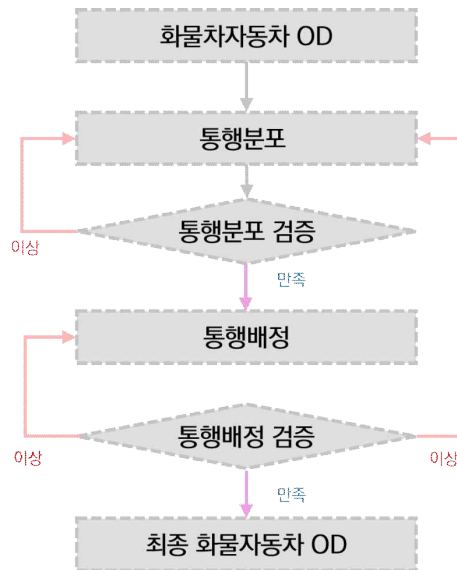 화물차자동차 OD
통행분포
통행분포 검증
이상
만족
통행배정
통행배정 검증
이상
이상
만족
최종 화물자동차 OD